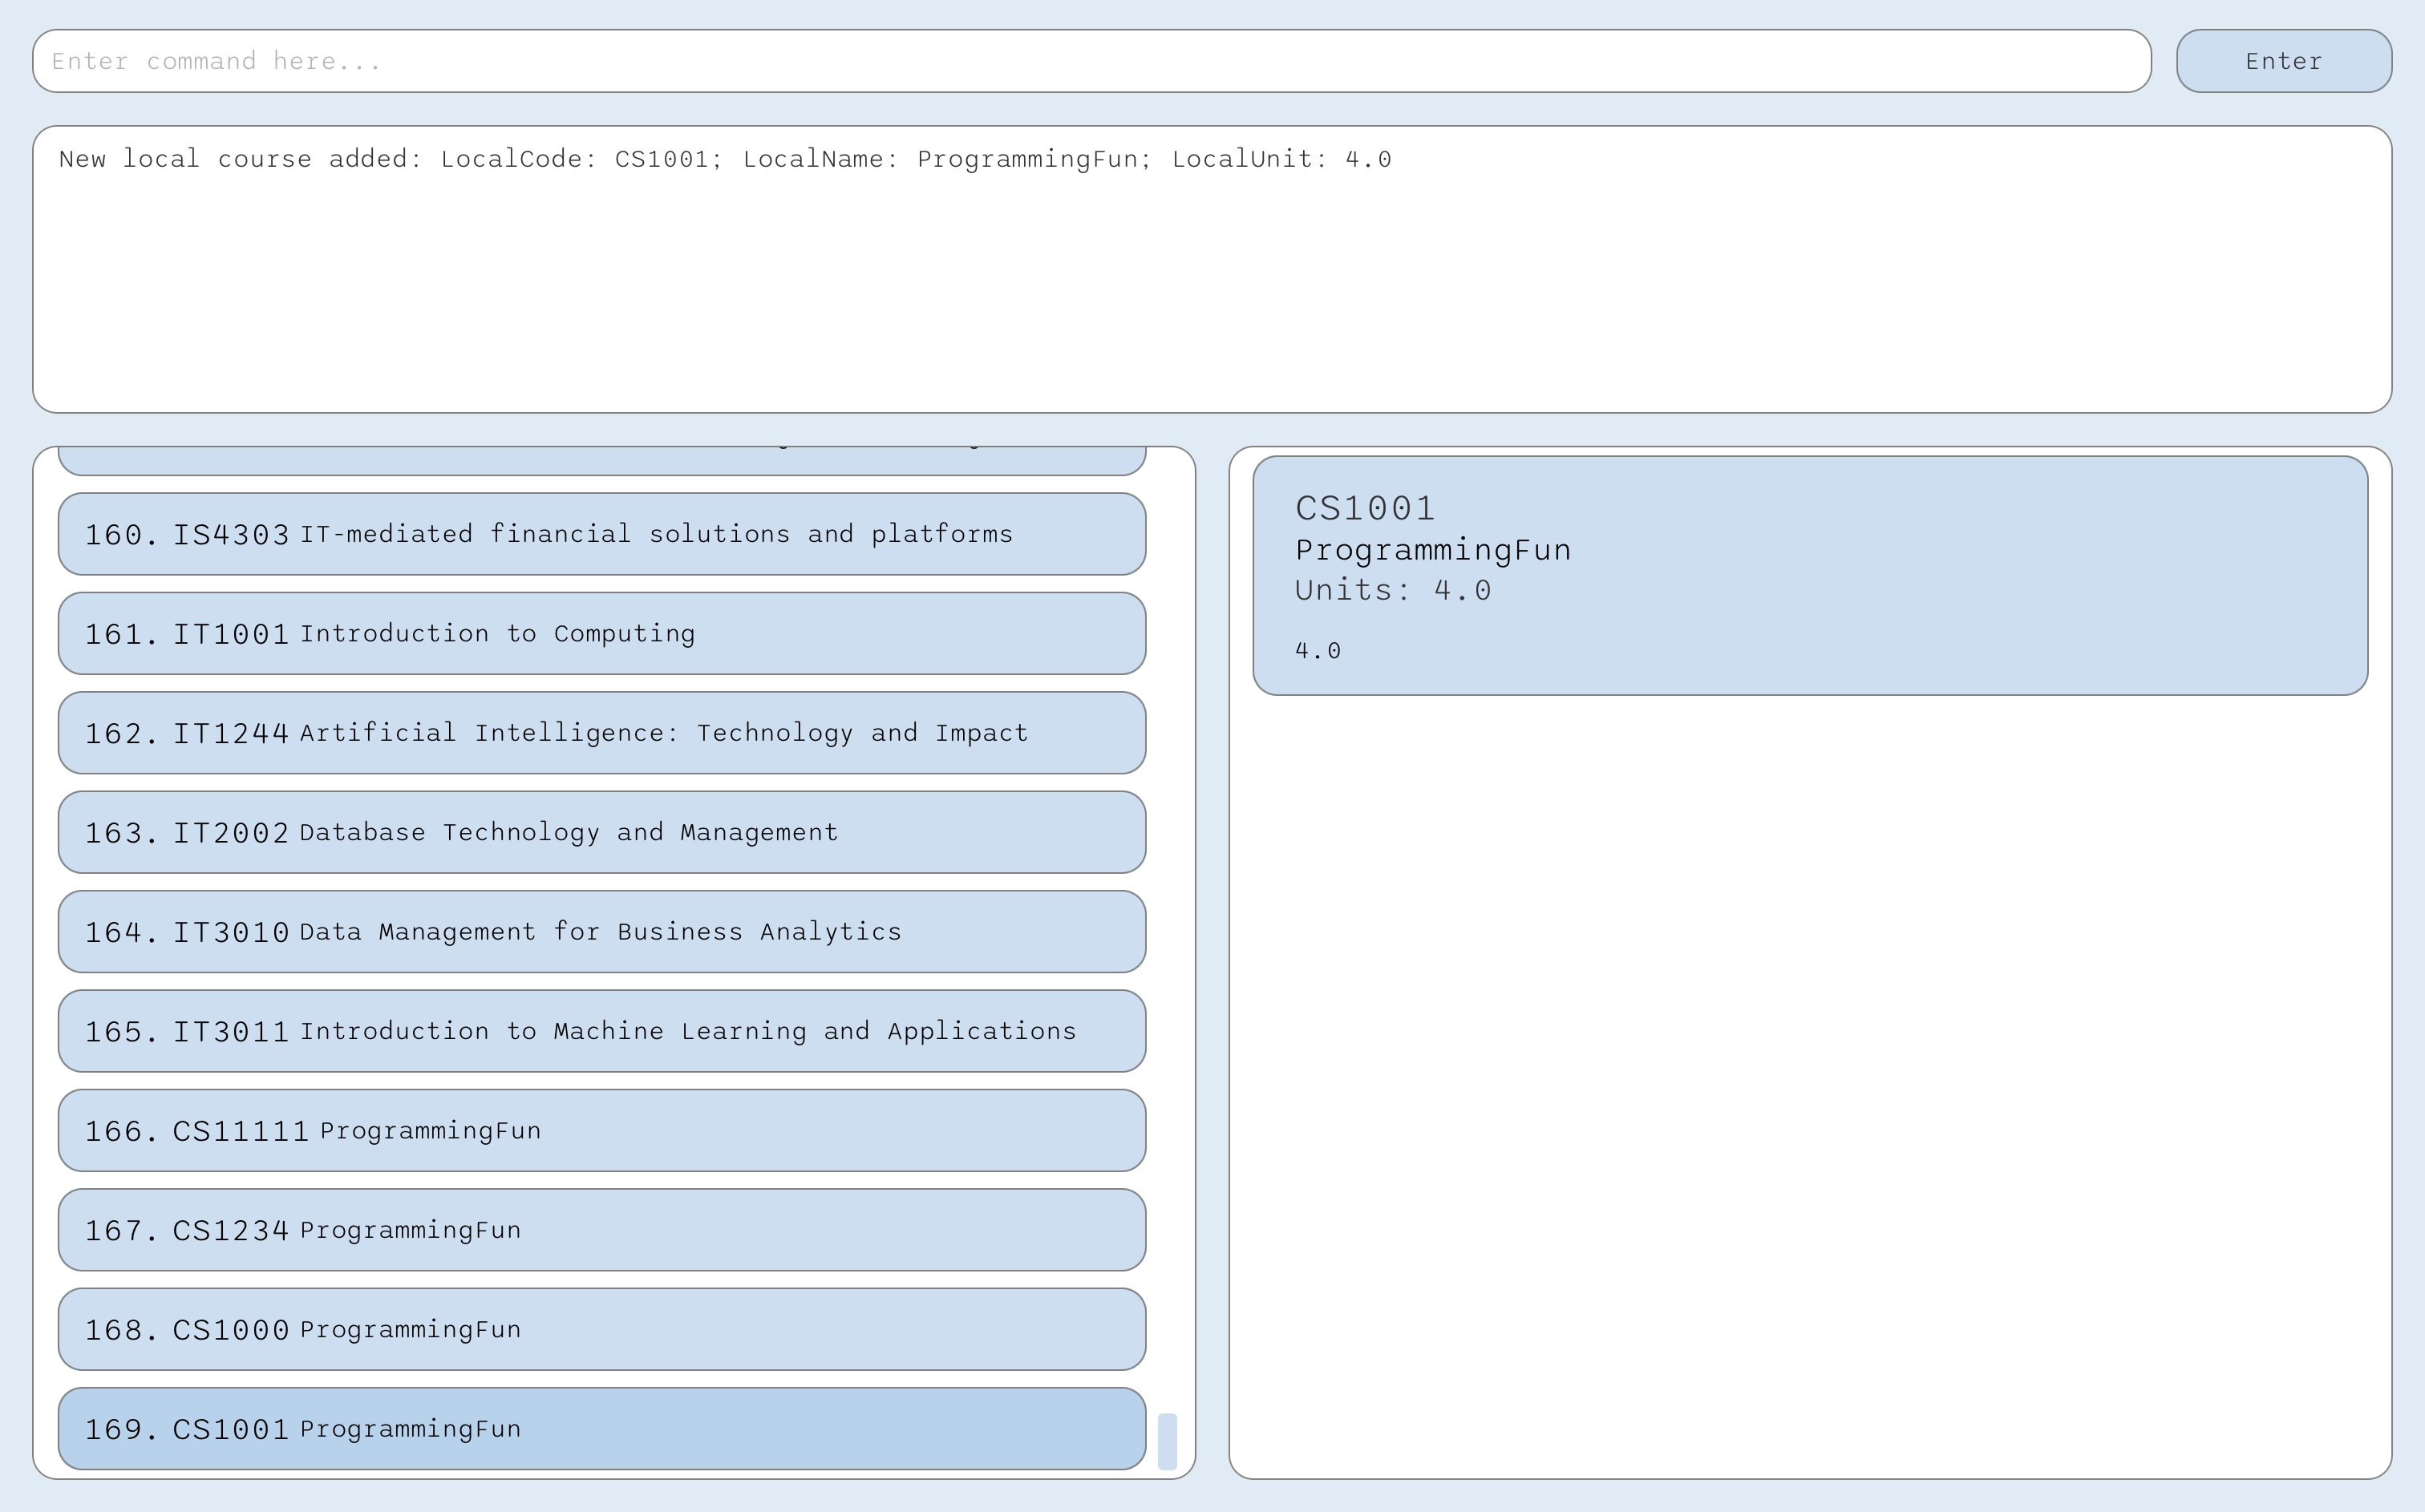 Enter command here...
Enter
New local course added: LocalCode: CS1001; LocalName: ProgrammingFun; LocalUnit: 4.0
160. IS4303 IT-mediated financial solutions and platforms
161. IT1001 Introduction to Computing
162. IT1244 Artificial Intelligence: Technology and Impact
163. IT2002 Database Technology and Management
164. IT3010 Data Management for Business Analytics
165. IT3011 Introduction to Machine Learning and Applications
166. CS11111 ProgrammingFun
167. CS1234 ProgrammingFun
168. CS1000 ProgrammingFun
169. CS1001 ProgrammingFun
CS1001
ProgrammingFun
Units: 4.0
4.0